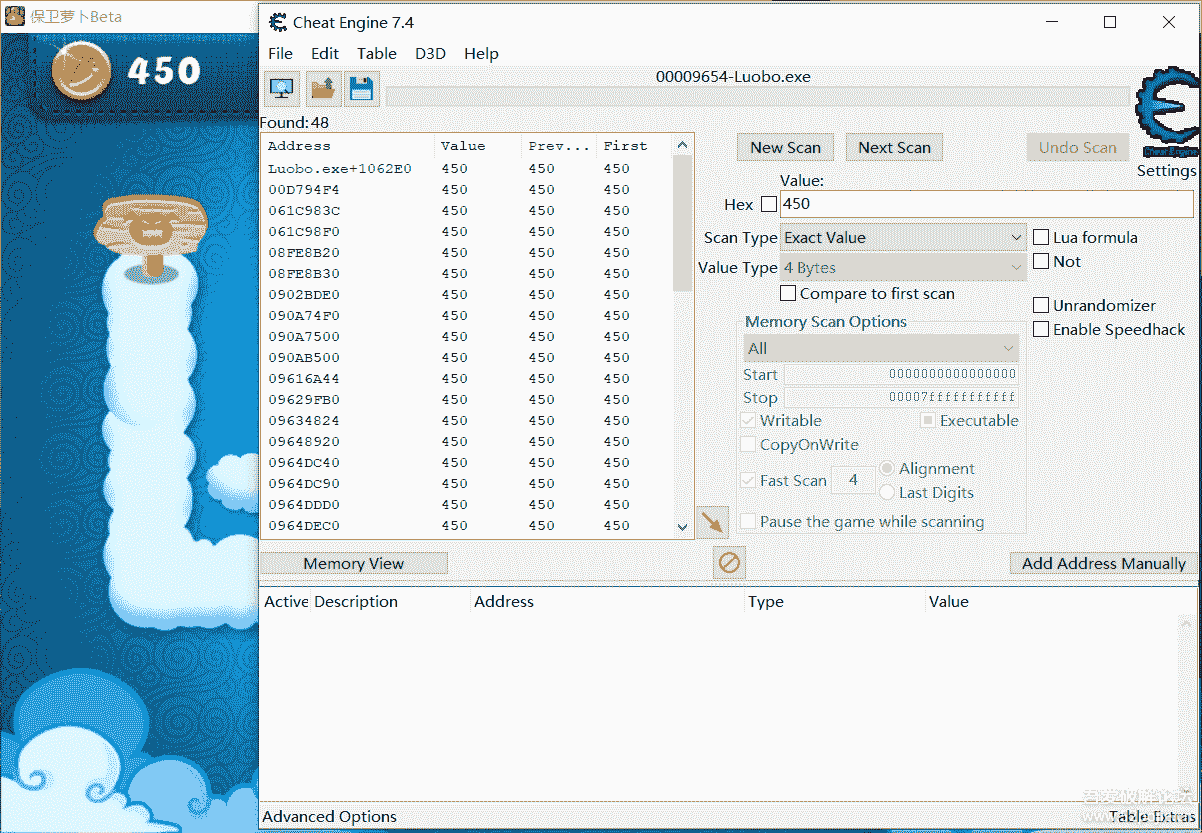 保卫萝卜Beta
450
Cheat Engine 7.4
File Edit Table D3D Help
00009654-Luobo.exe
Found: 48
Address Value Prev... First
Luobo.exe+1062E0 450 450 450
00D794F4 450 450 450
061C983C 450 450 450
061C98F0 450 450 450
08FE8B20 450 450 450
08FE8B30 450 450 450
0902BDE0 450 450 450
090A74F0 450 450 450
090A7500 450 450 450
090AB500 450 450 450
09616A44 450 450 450
09629FB0 450 450 450
09634824 450 450 450
09648920 450 450 450
0964DC40 450 450 450
0964DC90 450 450 450
0964DDD0 450 450 450
0964DEC0 450 450 450
New Scan Next Scan Undo Scan
Cheat Engine
Settings
Value:
Hex 450
Scan Type Exact Value
Lua formula
Value Type 4 Bytes
Not
Compare to first scan
Unrandomizer
Enable Speedhack
Memory Scan Options
All
Start 0000000000000000
Stop 00007fffffffffff
Writable Executable
CopyOnWrite
Fast Scan 4 Alignment
Last Digits
Pause the game while scanning
Memory View
Add Address Manually
Active Description Address Type Value
Advanced Options
Table Extras
吾爱破解论坛